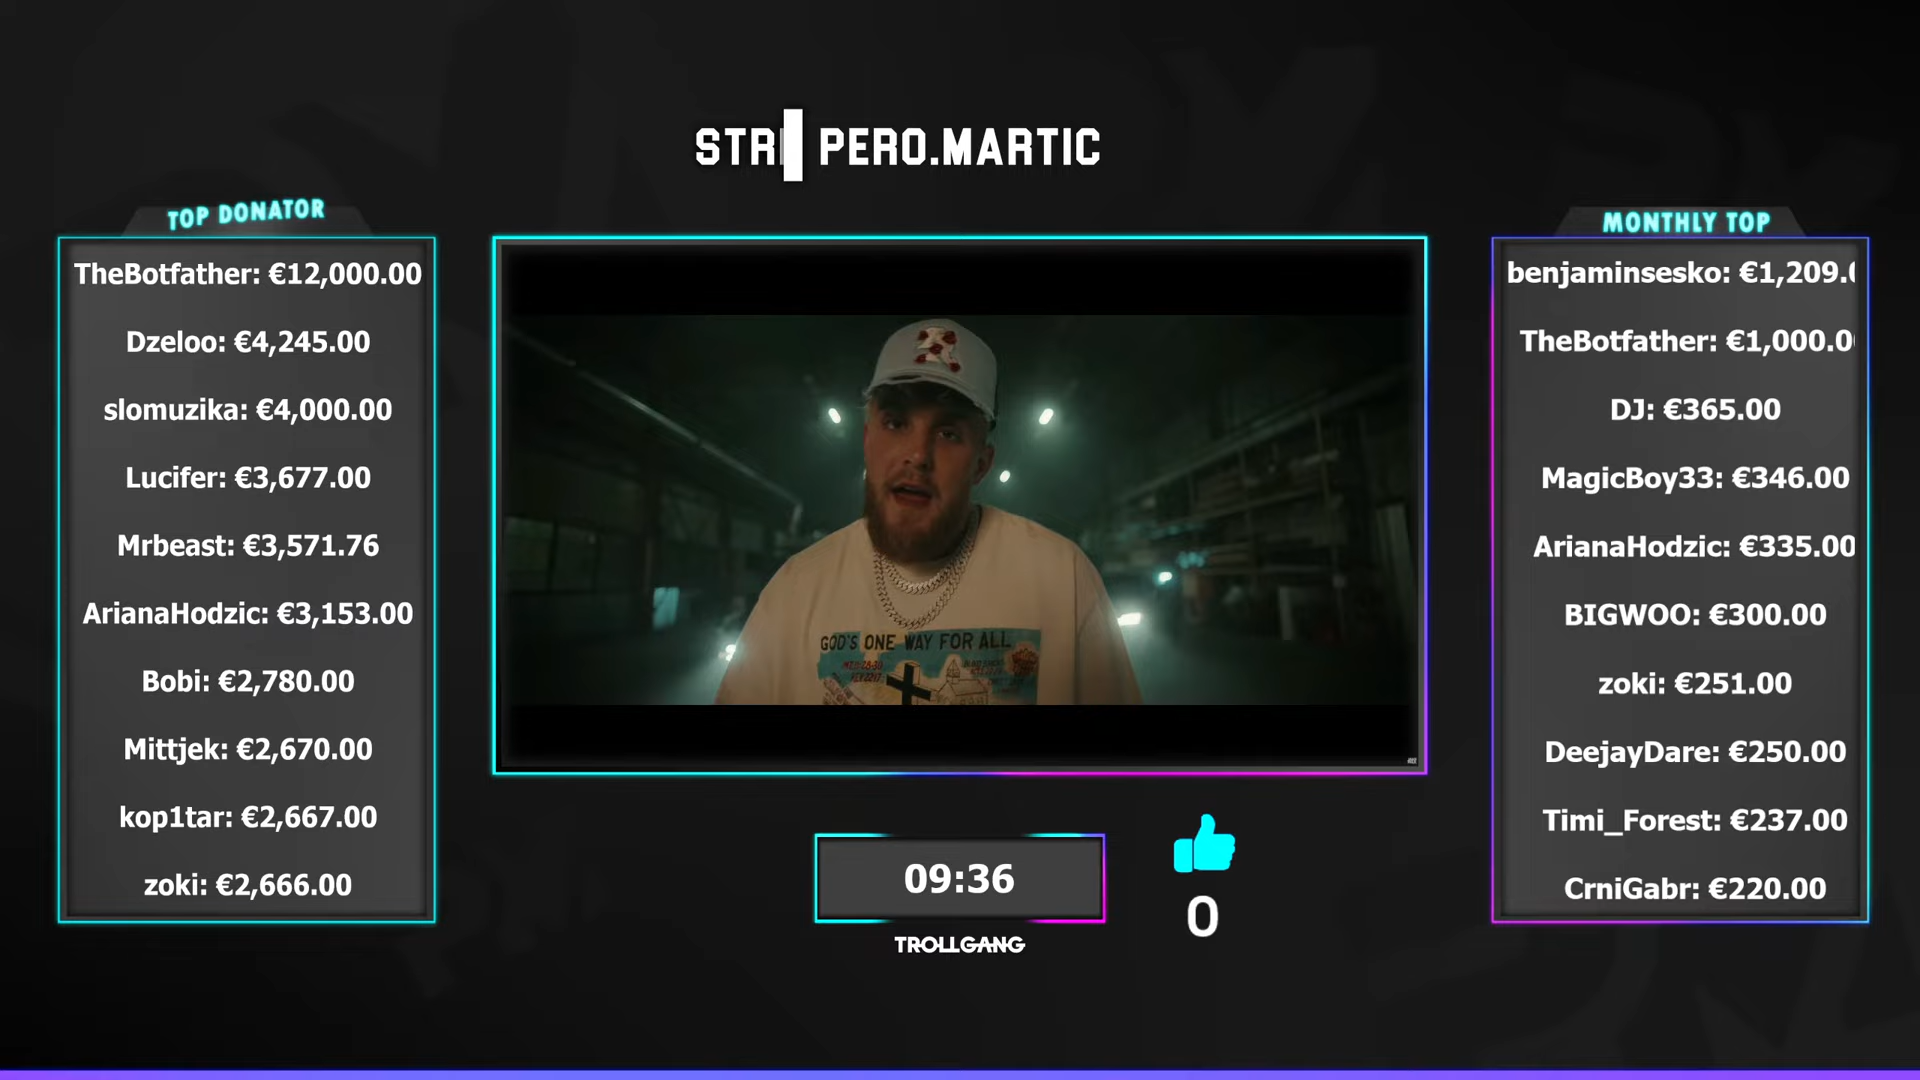 STR PERO.MARTIC
TOP DONATOR
TheBotfather: €12,000.00
Dzeloo: €4,245.00
slomuzika: €4,000.00
Lucifer: €3,677.00
Mrbeast: €3,571.76
ArianaHodzic: €3,153.00
Bobi: €2,780.00
Mittjek: €2,670.00
kop1tar: €2,667.00
zoki: €2,666.00
GOD'S ONE WAY FOR ALL
09:36
TROLLGANG
0
MONTHLY TOP
benjaminsesko: €1,209.
TheBotfather: €1,000.0
DJ: €365.00
MagicBoy33: €346.00
ArianaHodzic: €335.00
BIGWOO: €300.00
zoki: €251.00
DeejayDare: €250.00
Timi_Forest: €237.00
CrniGabr: €220.00